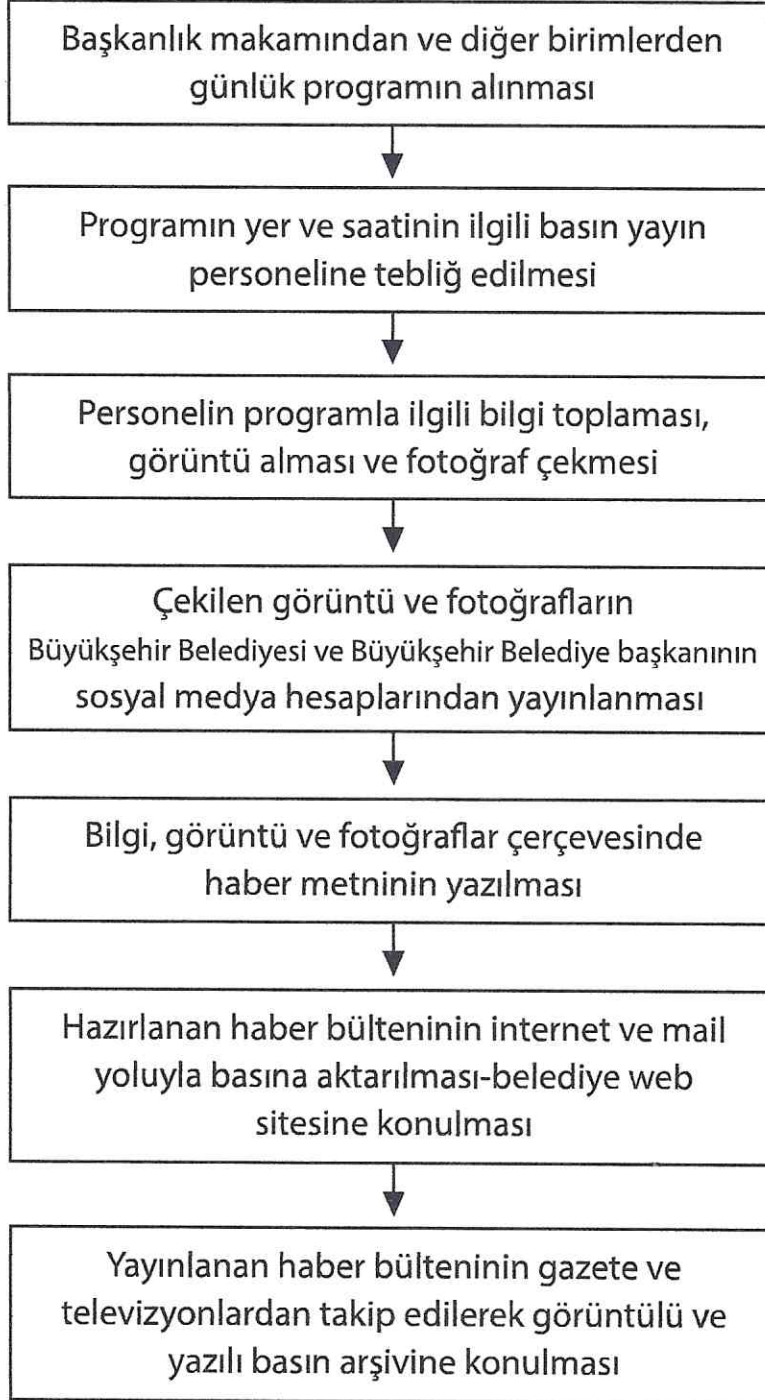 Başkanlık makamından ve diğer birimlerden
günlük programın alınması
Programın yer ve saatinin ilgili basın yayın
personeline tebliğ edilmesi
Personelin programla ilgili bilgi toplaması,
görüntü alması ve fotoğraf çekmesi
Çekilen görüntü ve fotoğrafların
Büyükşehir Belediyesi ve Büyükşehir Belediye başkanının
sosyal medya hesaplarından yayınlanması
Bilgi, görüntü ve fotoğraflar çerçevesinde
haber metninin yazılması
Hazırlanan haber bülteninin internet ve mail
yoluyla basına aktarılması-belediye web
sitesine konulması
Yayınlanan haber bülteninin gazete ve
televizyonlardan takip edilerek görüntülü ve
yazılı basın arşivine konulması